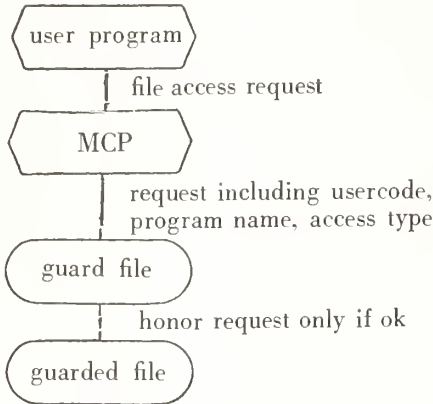 user program
file access request
MCP
request including usercode,
program name, access type
guard file
honor request only if ok
guarded file